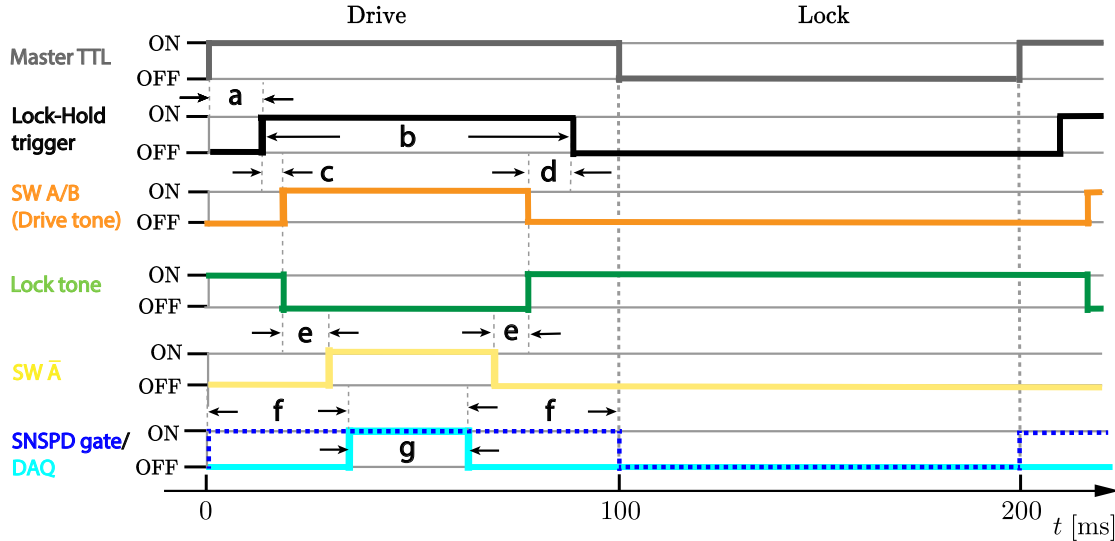 Drive Lock
Master TTL ON
OFF
a
Lock-Hold
trigger
ON
OFF
b
c d
SW A/B
(Drive tone)
ON
OFF
Lock tone
ON
OFF
e e
SW Ā
ON
OFF
f f
SNSPD gate/
DAQ
ON
OFF
g
0 100 200
t [ms]